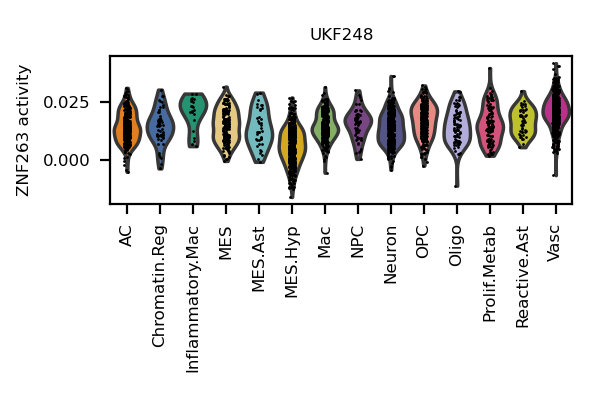 UKF248
ZNF263 activity
0.025
0.000
AC
Chromatin.Reg
Inflammatory.Mac
MES
MES.Ast
MES.Hyp
Mac
NPC
Neuron
OPC
Oligo
Prolif.Metab
Reactive.Ast
Vasc